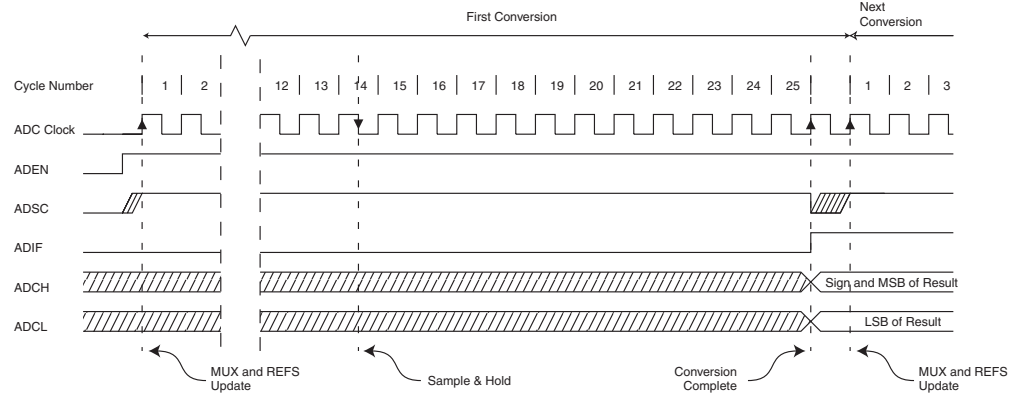 First Conversion
Next
Conversion
Cycle Number 1 2 12 13 14 15 16 17 18 19 20 21 22 23 24 25 1 2 3
ADC Clock
ADEN
ADSC
ADIF
ADCH Sign and MSB of Result
ADCL LSB of Result
MUX and REFS
Update
Sample & Hold
Conversion
Complete
MUX and REFS
Update